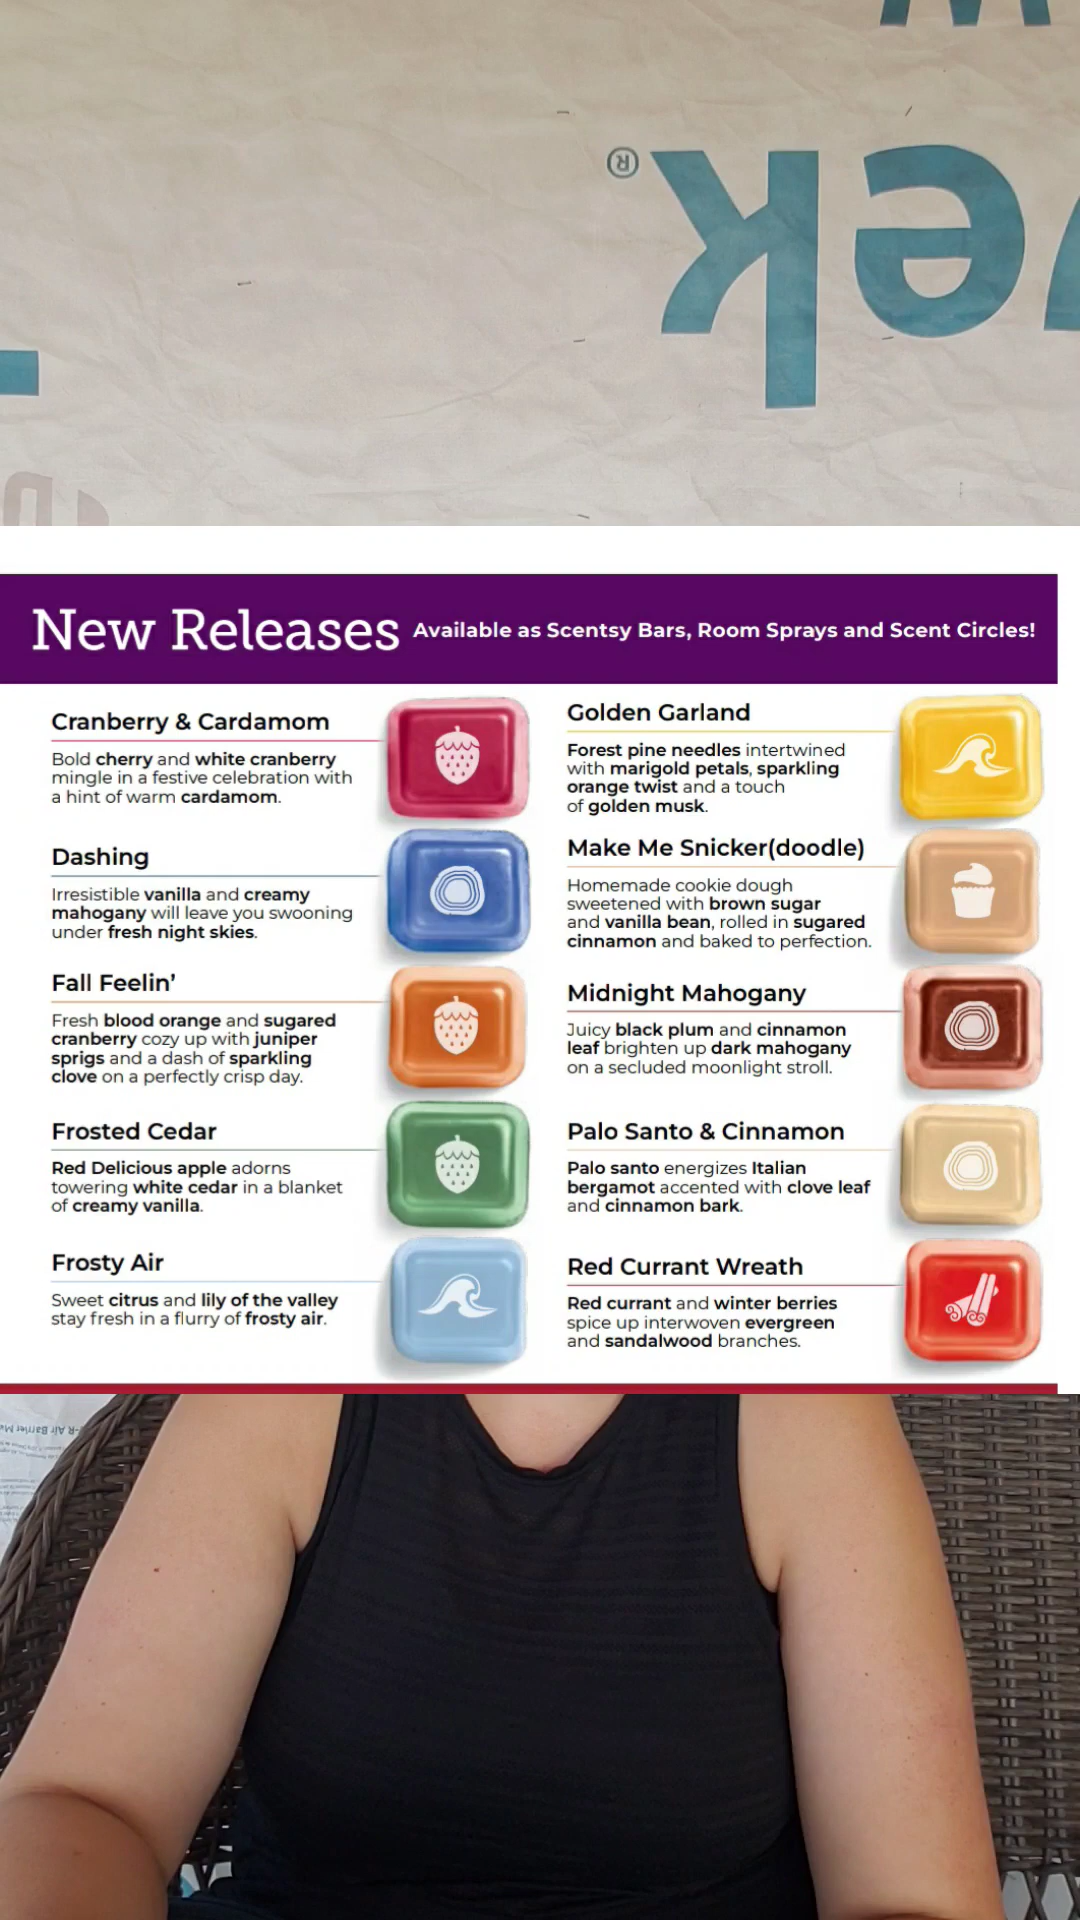 ®
ek
New Releases Available as Scentsy Bars, Room Sprays and Scent Circles!
Cranberry & Cardamom
Bold cherry and white cranberry
mingle in a festive celebration with
a hint of warm cardamom.
Dashing
Irresistible vanilla and creamy
mahogany will leave you swooning
under fresh night skies.
Fall Feelin’
Fresh blood orange and sugared
cranberry cozy up with juniper
sprigs and a dash of sparkling
clove on a perfectly crisp day.
Frosted Cedar
Red Delicious apple adorns
towering white cedar in a blanket
of creamy vanilla.
Frosty Air
Sweet citrus and lily of the valley
stay fresh in a flurry of frosty air.
Golden Garland
Forest pine needles intertwined
with marigold petals, sparkling
orange twist and a touch
of golden musk.
Make Me Snicker(doodle)
Homemade cookie dough
sweetened with brown sugar
and vanilla bean, rolled in sugared
cinnamon and baked to perfection.
Midnight Mahogany
Juicy black plum and cinnamon
leaf brighten up dark mahogany
on a secluded moonlight stroll.
Palo Santo & Cinnamon
Palo santo energizes Italian
bergamot accented with clove leaf
and cinnamon bark.
Red Currant Wreath
Red currant and winter berries
spice up interwoven evergreen
and sandalwood branches.
Air Barrier